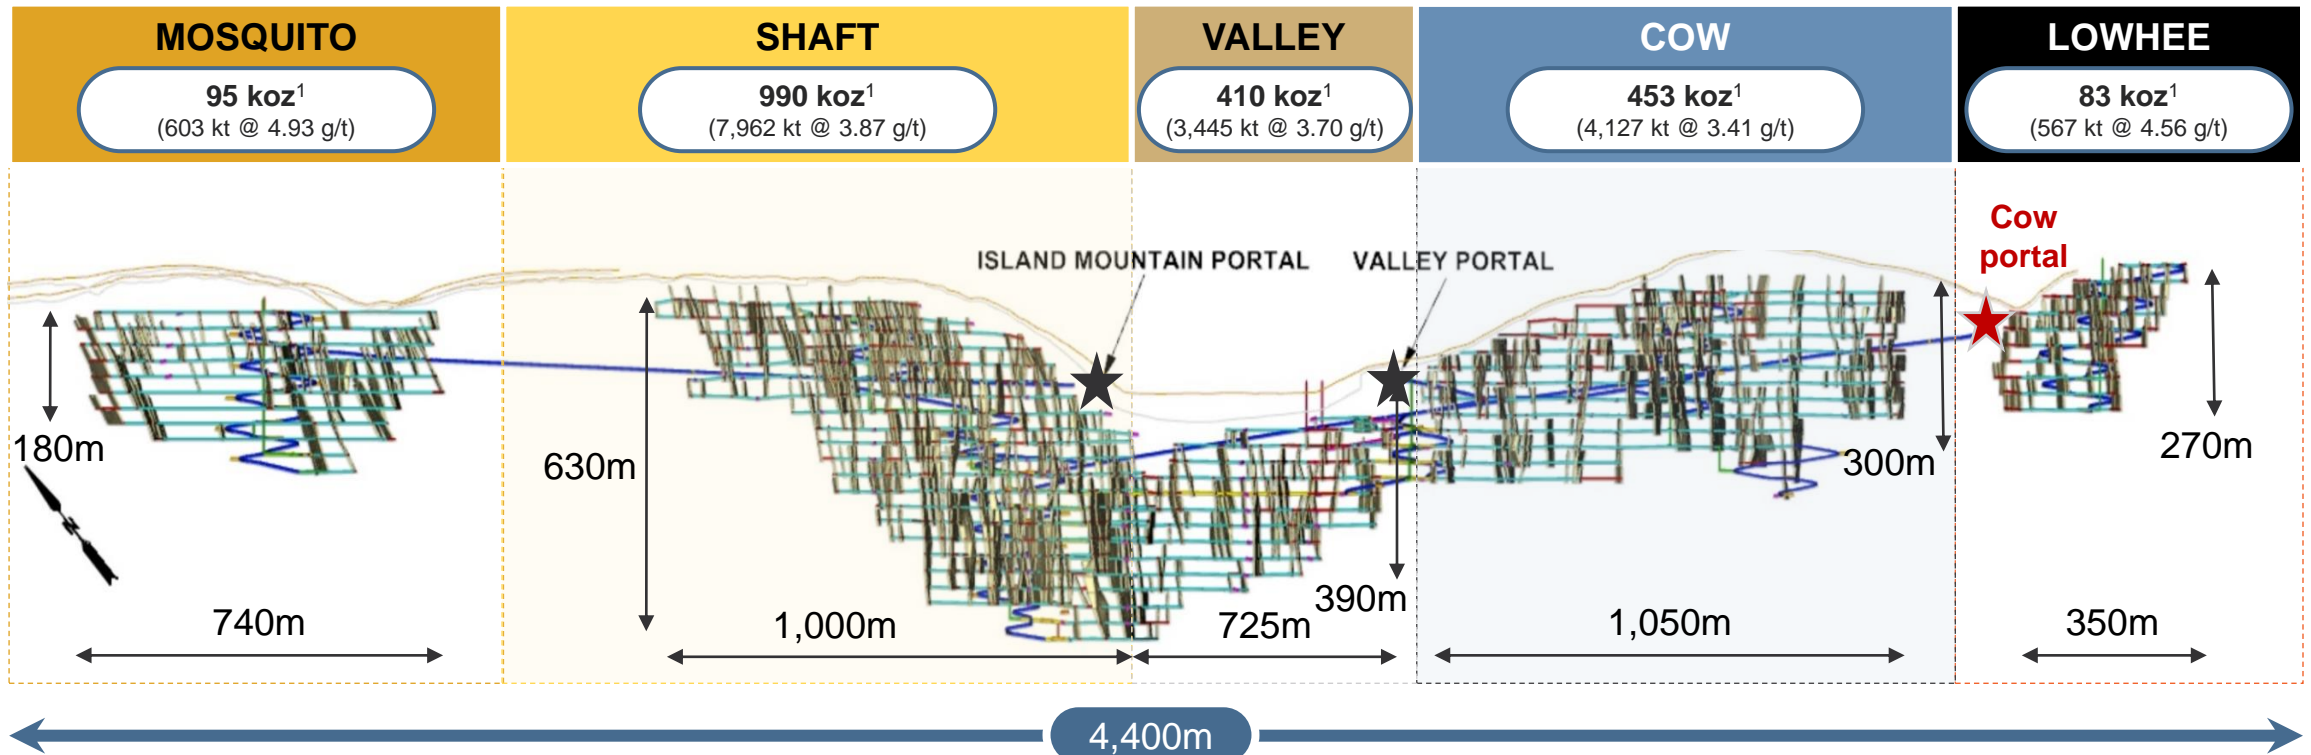 MOSQUITO
95 koz¹
(603 kt @ 4.93 g/t)
SHAFT
990 koz¹
(7,962 kt @ 3.87 g/t)
VALLEY
410 koz¹
(3,445 kt @ 3.70 g/t)
COW
453 koz¹
(4,127 kt @ 3.41 g/t)
LOWHEE
83 koz¹
(567 kt @ 4.56 g/t)
Cow
portal
ISLAND MOUNTAIN PORTAL
VALLEY PORTAL
180m
630m
300m
270m
N
390m
740m
1,000m
725m
1,050m
350m
4,400m